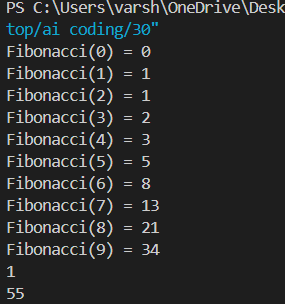 PS C:\Users\varsh\OneDrive\Desk
top/ai coding/30"
Fibonacci(0) = 0
Fibonacci(1) = 1
Fibonacci(2) = 1
Fibonacci(3) = 2
Fibonacci(4) = 3
Fibonacci(5) = 5
Fibonacci(6) = 8
Fibonacci(7) = 13
Fibonacci(8) = 21
Fibonacci(9) = 34
1
55